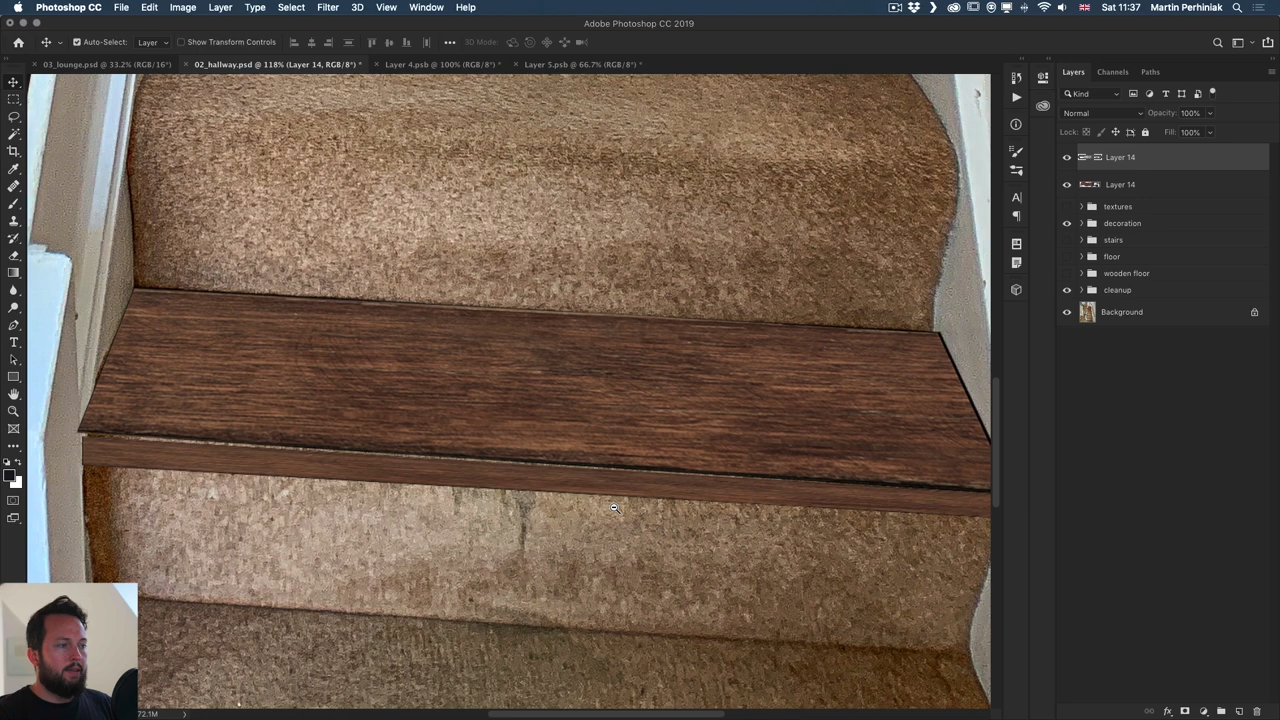 Photoshop CC File Edit Image Layer Type Select Filter 3D View Window Help Sat 11:37 Martin Perhiniak
Adobe Photoshop CC 2019
Auto-Select: Layer Show Transform Controls 3D Mode:
03_lounge.psd @ 33.2% (RGB/16*) 02_hallway.psd @ 118% (Layer 14, RGB/8*) * Layer 4.psb @ 100% (RGB/8*) * Layer 5.psb @ 66.7% (RGB/8*) *
Layers Channels Paths
Kind
Normal Opacity: 100%
Lock: Fill: 100%
Layer 14
Layer 14
textures
decoration
stairs
floor
wooden floor
cleanup
Background
72.1M